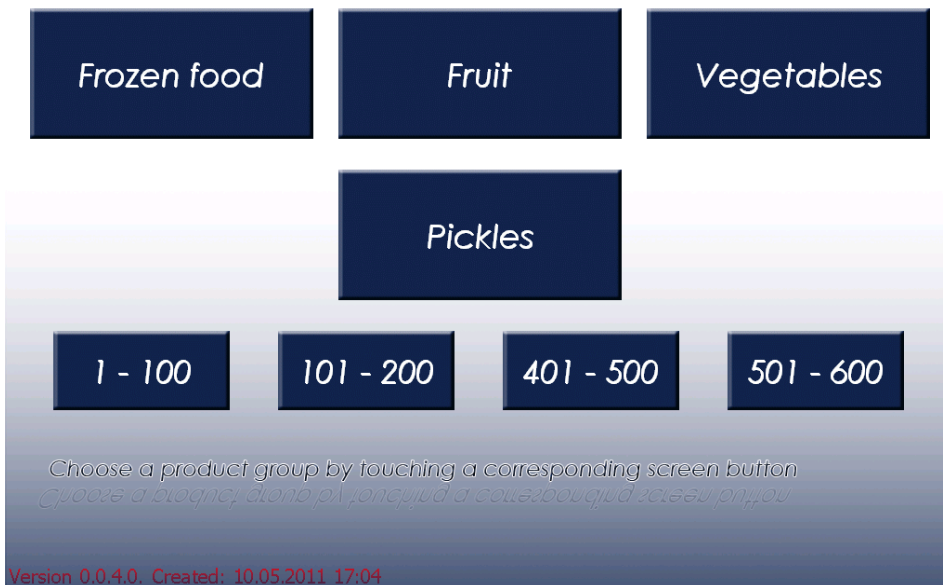 Frozen food
Fruit
Vegetables
Pickles
1 - 100
101 - 200
401 - 500
501 - 600
Choose a product group by touching a corresponding screen button
Version 0.0.4.0. Created: 10.05.2011 17:04